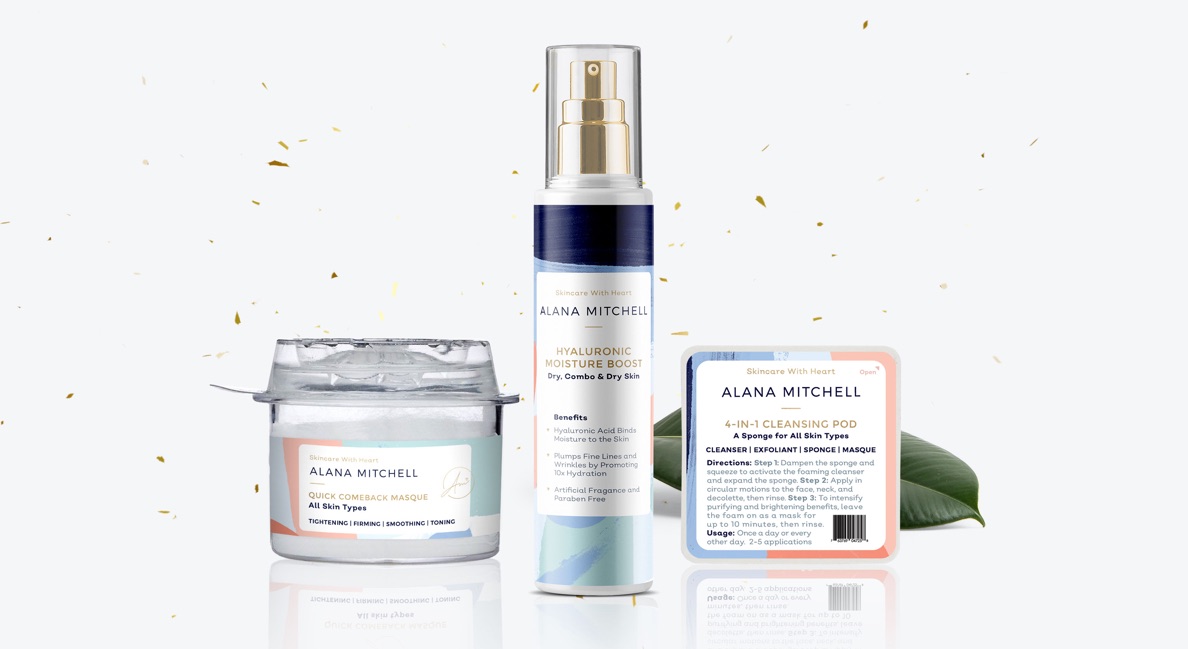 Skincare With Heart
ALANA MITCHELL
QUICK COMEBACK MASQUE
All Skin Types
TIGHTENING | FIRMING | SMOOTHING | TONING
Skincare With Heart
ALANA MITCHELL
HYALURONIC
MOISTURE BOOST
Dry, Combo & Dry Skin
Benefits
Hyaluronic Acid Binds
Moisture to the Skin
Plumps Fine Lines and
Wrinkles by Promoting
10x Hydration
Artificial Fragance and
Paraben Free
Skincare With Heart
Open
ALANA MITCHELL
4-IN-1 CLEANSING POD
A Sponge for All Skin Types
CLEANSER | EXFOLIANT | SPONGE | MASQUE
Directions: Step 1: Dampen the sponge and
squeeze to activate the foaming cleanser
and expand the sponge. Step 2: Apply in
circular motions to the face, neck, and
decolette, then rinse. Step 3: To intensify
purifying and brightening benefits, leave
the foam on as a mask for
up to 10 minutes, then rinse.
Usage: Once a day or every
other day. 2-5 applications